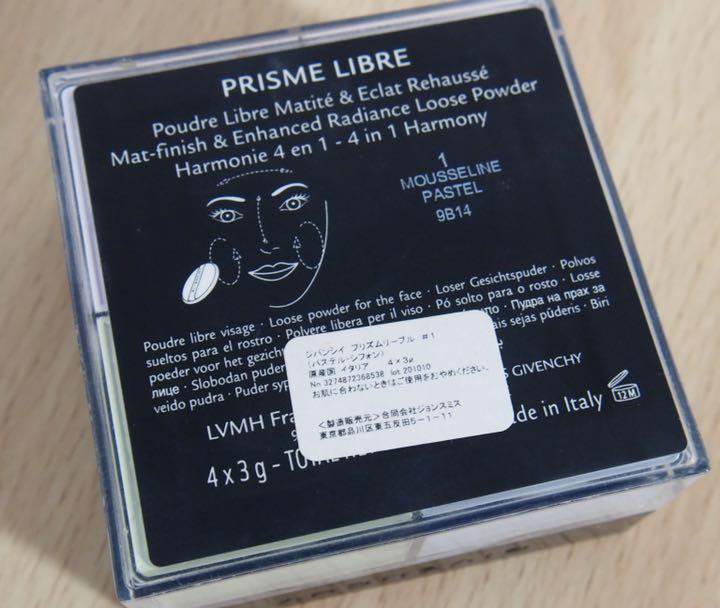 PRISME LIBRE
Poudre Libre Matité & Eclat Rehaussé
Mat-finish & Enhanced Radiance Loose Powder
Harmonie 4 en 1 - 4 in 1 Harmony
1
MOUSSELINE
PASTEL
9B14
Poudre libre visage · Loose powder for the face · Loser Gesichtspuder · Polvos
sueltos para el rostro · Polvere libera per il viso · Pó solto para o rosto · Losse
poeder voor het gezicht Пудра на прах за
лице · Slobodan puder ais sejas pūderis · Biri
veido pudra · Puder
GIVENCHY
LVMH Made in Italy
12M
4 x 3 g - TOTAL
ジバンシイ プリズムリーブル #1
(パステル・シフォン)
原産国 イタリア 4×3g
No 3274872368538 lot.201010
お肌に合わないときはご使用をおやめください。
<製造販売元>合同会社ジョンスミス
東京都品川区東五反田5-1-11